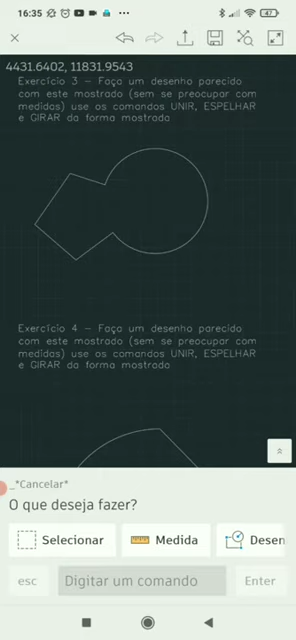 16:35
47
4431.6402, 11831.9543
Exercício 3 - Faça um desenho parecido
com este mostrado (sem se preocupar com
medidas) use os comandos UNIR, ESPELHAR
e GIRAR da forma mostrada
Exercício 4 - Faça um desenho parecido
com este mostrado (sem se preocupar com
medidas) use os comandos UNIR, ESPELHAR
e GIRAR da forma mostrada
_*Cancelar*
O que deseja fazer?
Selecionar
Medida
Desen
esc
Digitar um comando
Enter